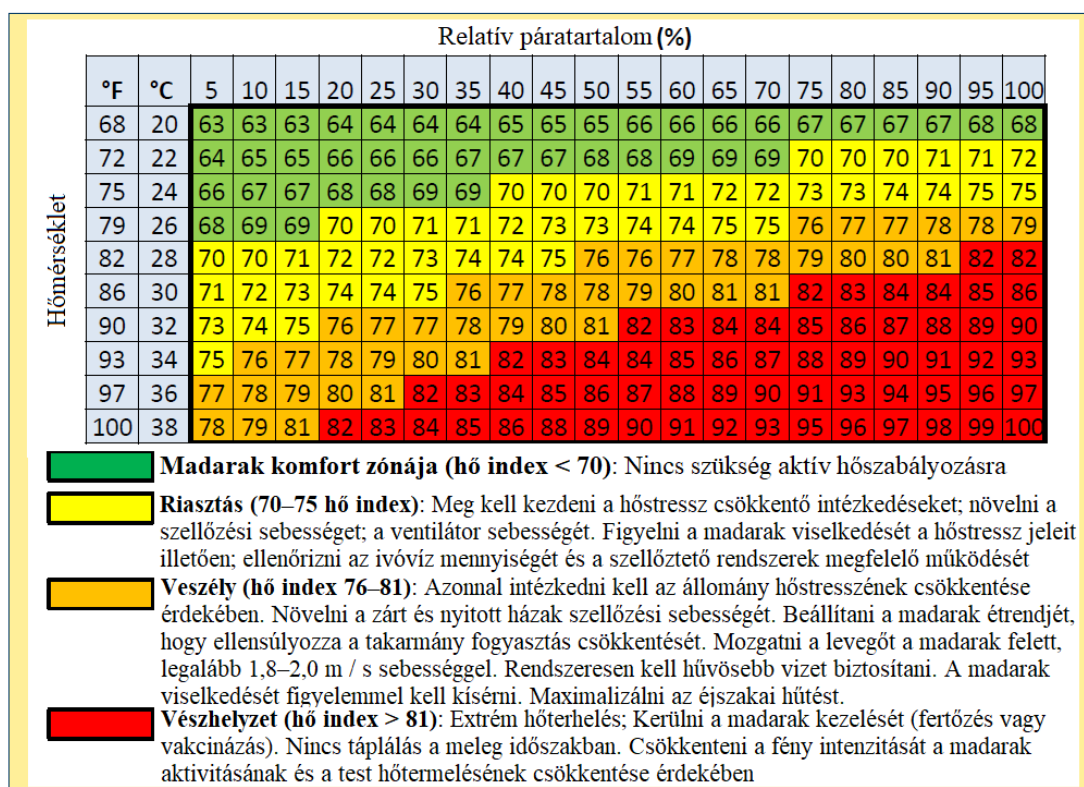 Relatív páratartalom (%)
°F °C 5 10 15 20 25 30 35 40 45 50 55 60 65 70 75 80 85 90 95 100
68 20 63 63 63 64 64 64 64 65 65 65 66 66 66 66 67 67 67 67 68 68
72 22 64 65 65 66 66 66 67 67 67 68 68 69 69 69 70 70 70 71 71 72
75 24 66 67 67 68 68 69 69 70 70 70 71 71 72 72 73 73 74 74 75 75
79 26 68 69 69 70 70 71 71 72 73 73 74 74 75 75 76 77 77 78 78 79
82 28 70 70 71 72 72 73 74 74 75 76 76 77 78 78 79 80 80 81 82 82
86 30 71 72 73 74 74 75 76 77 78 78 79 80 81 81 82 83 84 84 85 86
90 32 73 74 75 76 77 77 78 79 80 81 82 83 84 84 85 86 87 88 89 90
93 34 75 76 77 78 79 80 81 82 83 84 84 85 86 87 88 89 90 91 92 93
97 36 77 78 79 80 81 82 83 84 85 86 87 88 89 90 91 93 94 95 96 97
100 38 78 79 81 82 83 84 85 86 88 89 90 91 92 93 95 96 97 98 99 100
Hőmérséklet
Madarak komfort zónája (hő index < 70): Nincs szükség aktív hőszabályozásra
Riasztás (70–75 hő index): Meg kell kezdeni a hőstressz csökkentő intézkedéseket; növelni a
szellőzési sebességet; a ventilátor sebességét. Figyelni a madarak viselkedését a hőstressz jeleit
illetően; ellenőrizni az ivóvíz mennyiségét és a szellőztető rendszerek megfelelő működését
Veszély (hő index 76–81): Azonnal intézkedni kell az állomány hőstresszének csökkentése
érdekében. Növelni a zárt és nyitott házak szellőzési sebességét. Beállítani a madarak étrendjét,
hogy ellensúlyozza a takarmány fogyasztás csökkentését. Mozgatni a levegőt a madarak felett,
legalább 1,8–2,0 m / s sebességgel. Rendszeresen kell hűvösebb vizet biztosítani. A madarak
viselkedését figyelemmel kell kísérni. Maximalizálni az éjszakai hűtést.
Vészhelyzet (hő index > 81): Extrém hőterhelés; Kerülni a madarak kezelését (fertőzés vagy
vakcinázás). Nincs táplálás a meleg időszakban. Csökkenteni a fény intenzitását a madarak
aktivitásának és a test hőtermelésének csökkentése érdekében